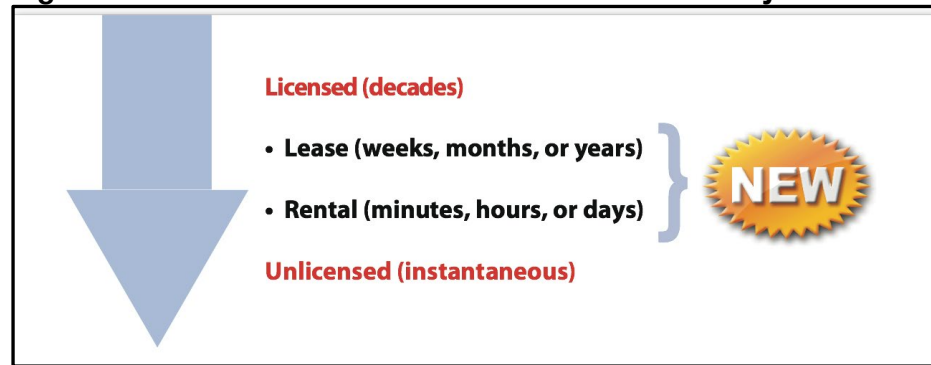 Licensed (decades)
• Lease (weeks, months, or years)
• Rental (minutes, hours, or days)
NEW
Unlicensed (instantaneous)